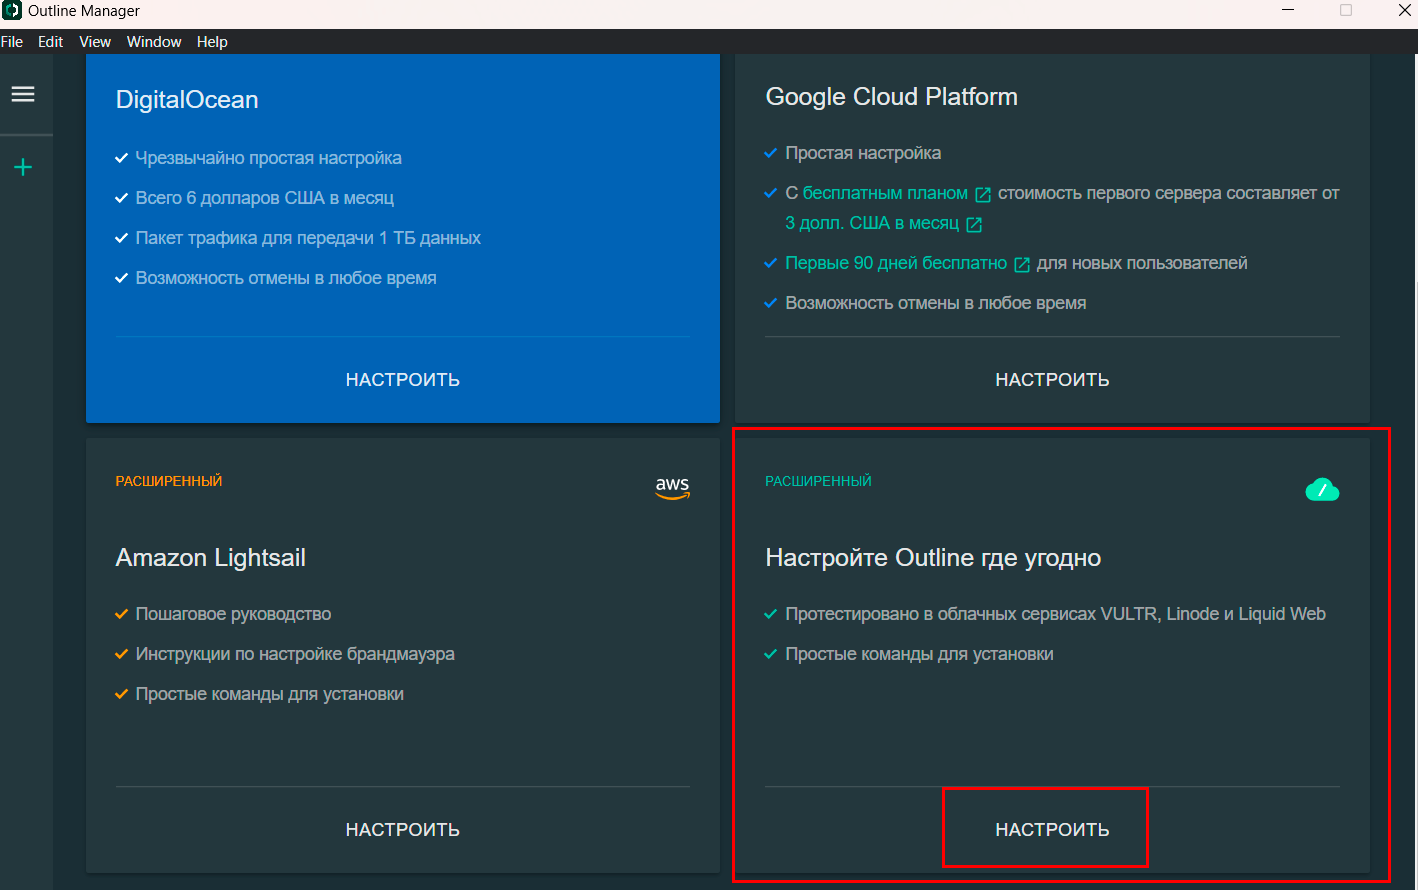 Outline Manager
File Edit View Window Help
DigitalOcean
Чрезвычайно простая настройка
Всего 6 долларов США в месяц
Пакет трафика для передачи 1 ТБ данных
Возможность отмены в любое время
НАСТРОИТЬ
Google Cloud Platform
Простая настройка
С бесплатным планом стоимость первого сервера составляет от
3 долл. США в месяц
Первые 90 дней бесплатно для новых пользователей
Возможность отмены в любое время
НАСТРОИТЬ
РАСШИРЕННЫЙ
aws
Amazon Lightsail
Пошаговое руководство
Инструкции по настройке брандмауэра
Простые команды для установки
НАСТРОИТЬ
РАСШИРЕННЫЙ
Настройте Outline где угодно
Протестировано в облачных сервисах VULTR, Linode и Liquid Web
Простые команды для установки
НАСТРОИТЬ